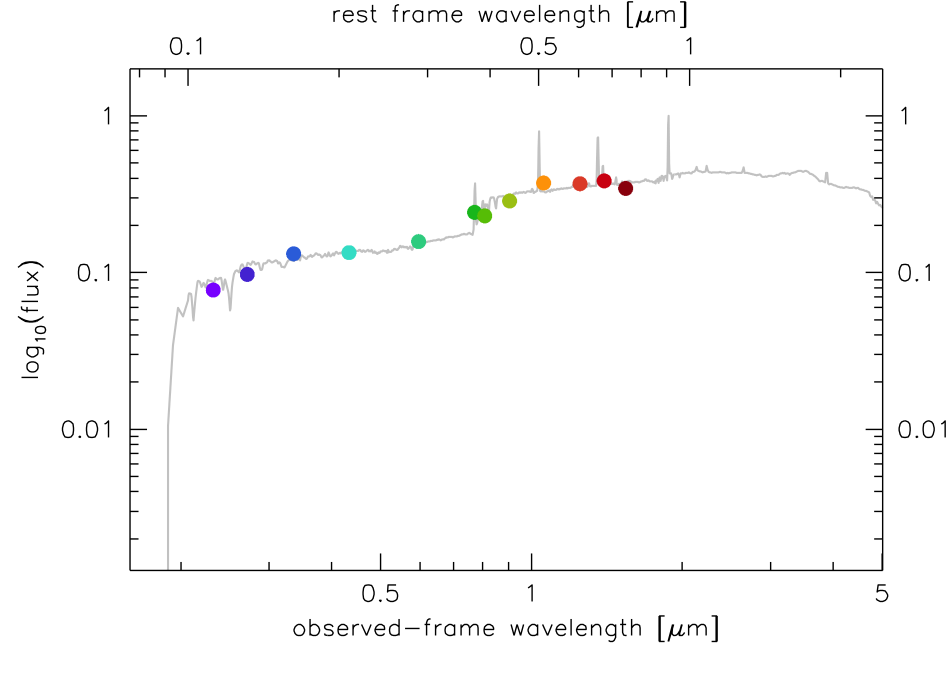 rest frame wavelength [μm]
0.1 0.5 1
1 1
0.1 0.1
0.01 0.01
log10(flux)
0.5 1 5
observed-frame wavelength [μm]